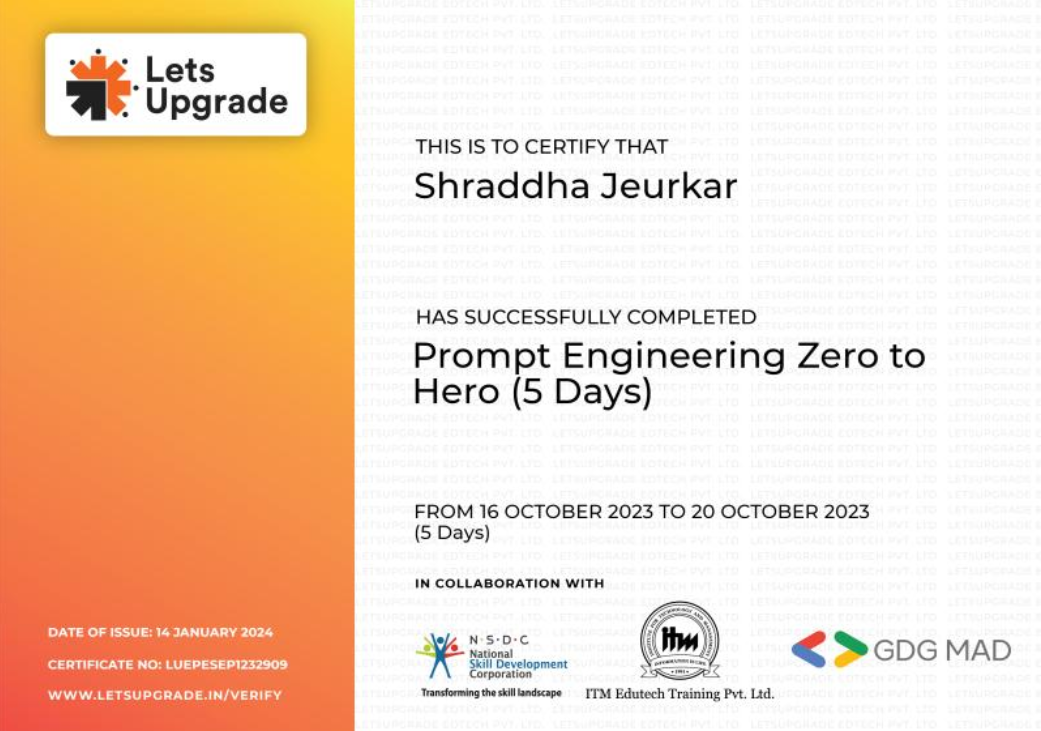 Lets
Upgrade
THIS IS TO CERTIFY THAT
Shraddha Jeurkar
HAS SUCCESSFULLY COMPLETED
Prompt Engineering Zero to
Hero (5 Days)
FROM 16 OCTOBER 2023 TO 20 OCTOBER 2023
(5 Days)
IN COLLABORATION WITH
DATE OF ISSUE: 14 JANUARY 2024
CERTIFICATE NO: LUEPESEP1232909
WWW.LETSUPGRADE.IN/VERIFY
N·S·D·C
National
Skill Development
Corporation
Transforming the skill landscape
itm
ITM Edutech Training Pvt. Ltd.
GDG MAD